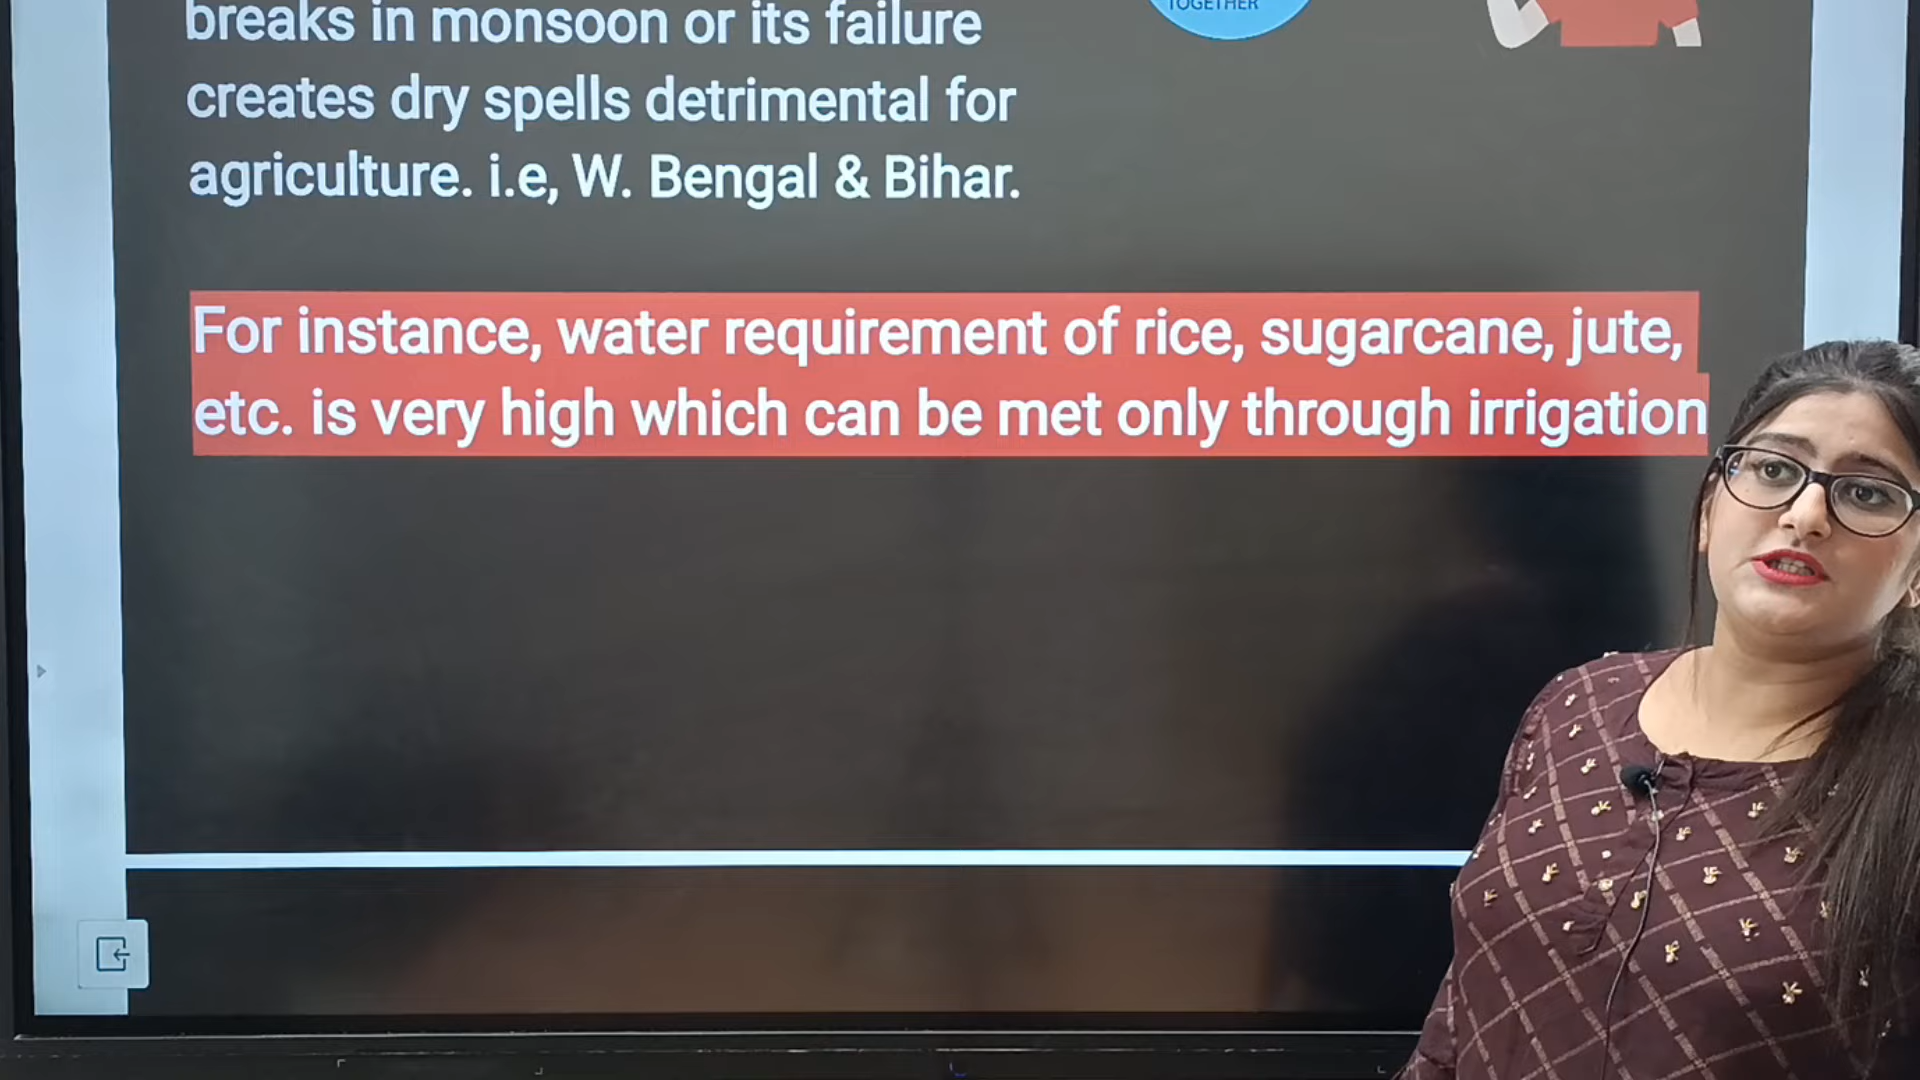 breaks in monsoon or its failure
TOGETHER
creates dry spells detrimental for
agriculture. i.e, W. Bengal & Bihar.
For instance, water requirement of rice, sugarcane, jute,
etc. is very high which can be met only through irrigation